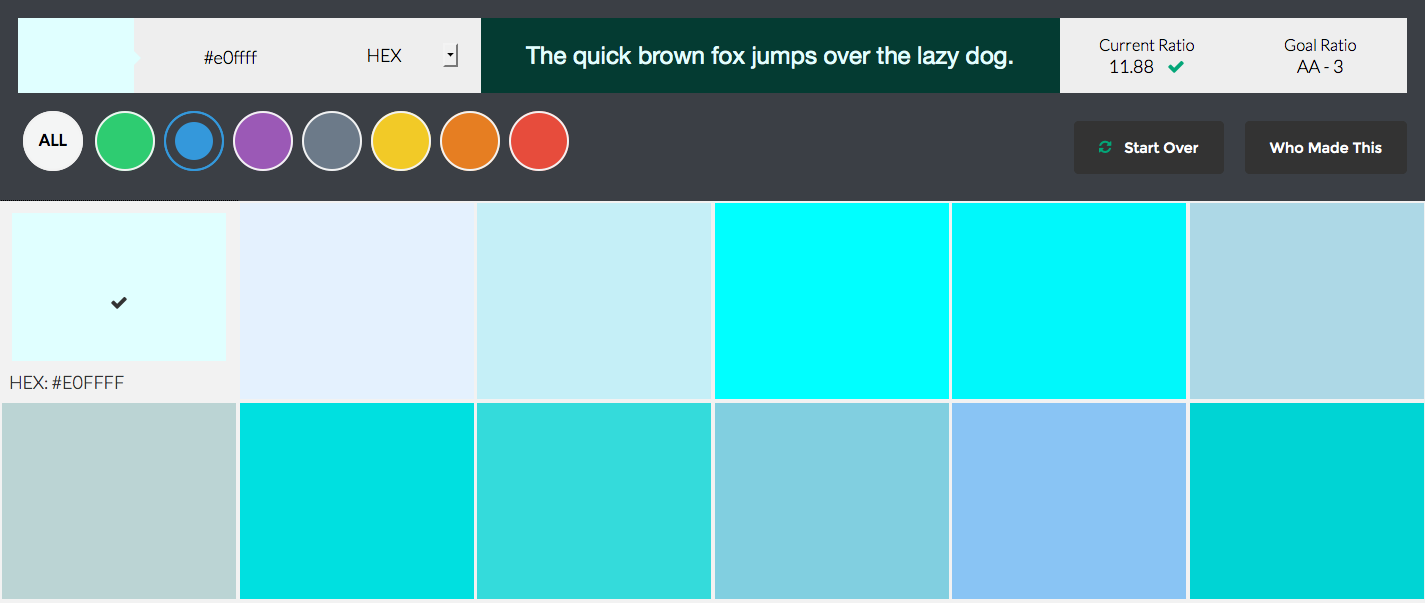 #e0ffff
HEX
The quick brown fox jumps over the lazy dog.
Current Ratio
11.88
Goal Ratio
AA - 3
ALL
Start Over
Who Made This
HEX: #E0FFFF